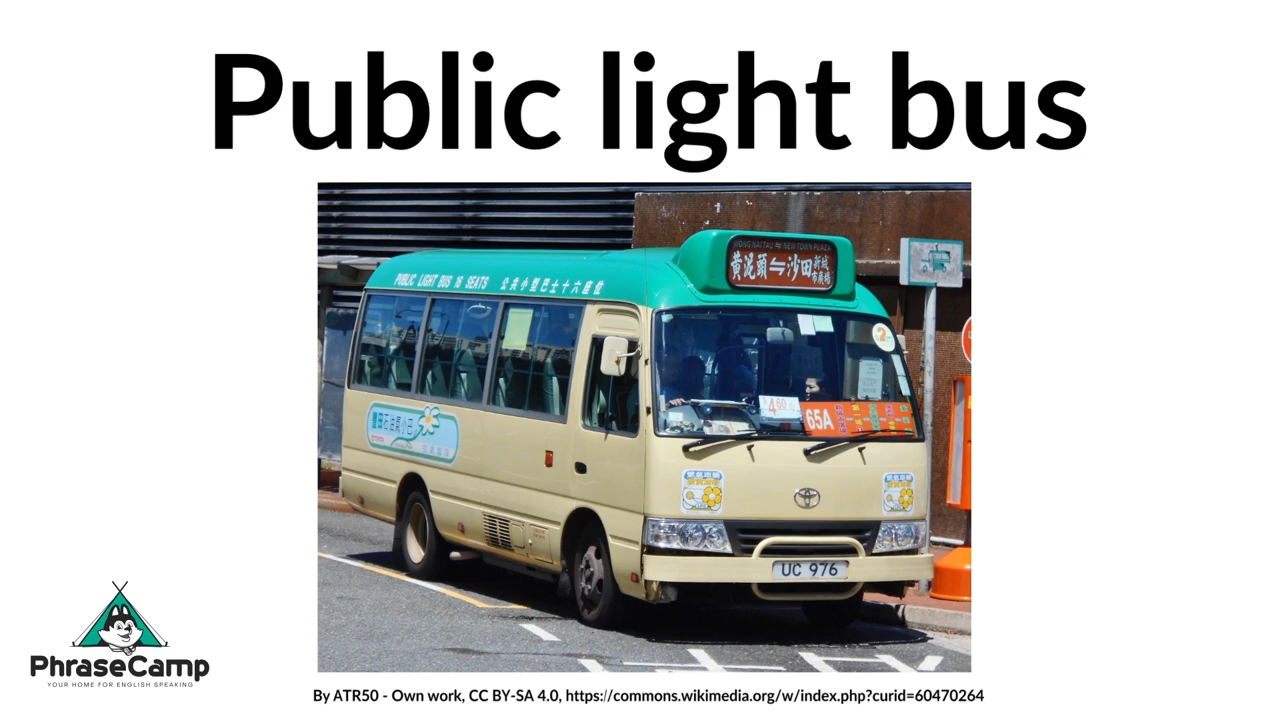 Public light bus
WONG NAI TAU ⇋ NEW TOWN PLAZA
黃泥頭⇋沙田新城
市廣場
PUBLIC LIGHT BUS 16 SEATS 公共小型巴士十六座位
$4.60
65A
UC 976
PhraseCamp
YOUR HOME FOR ENGLISH SPEAKING
By ATR50 - Own work, CC BY-SA 4.0, https://commons.wikimedia.org/w/index.php?curid=60470264